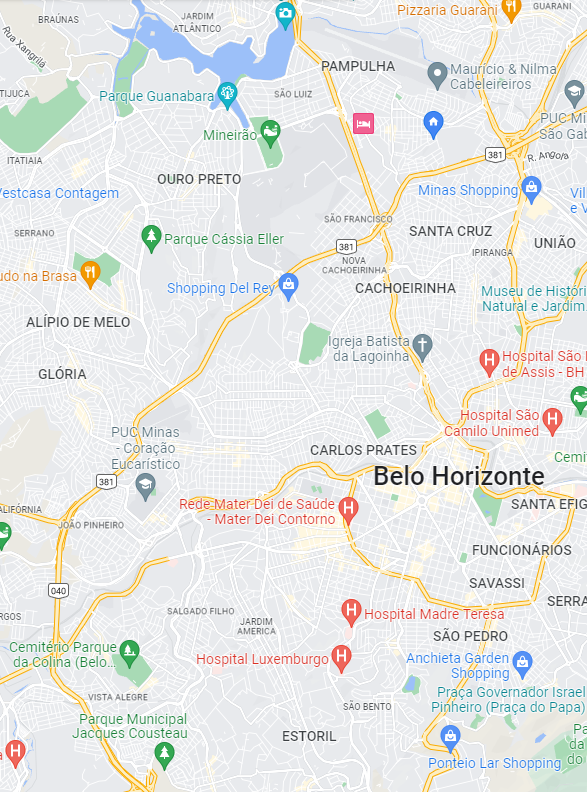 BRAÚNAS
JARDIM
ATLÂNTICO
Pizzaria Guarani
GUARANI
Rua Xangrilá
PAMPULHA
Mauricio & Nilma
Cabeleireiros
TIJUCA
Parque Guanabara
SÃO LUIZ
PUC Mi
São Gab
Mineirão
381
R. Angola
ITATIAIA
OURO PRETO
Minas Shopping
Vestcasa Contagem
Vil
e V
SÃO FRANCISCO
SERRANO
SANTA CRUZ
Parque Cássia Eller
381
UNIÃO
NOVA
CACHOEIRINHA
IPIRANGA
udo na Brasa
Shopping Del Rey
CACHOEIRINHA
Museu de Históri
Natural e Jardim
ALÍPIO DE MELO
Igreja Batista
da Lagoinha
Hospital São
de Assis - BH
GLÓRIA
Hospital São
Camilo Unimed
PUC Minas
- Coração
Eucarístico
CARLOS PRATES
Cemi
Belo Horizonte
381
Rede Mater Dei de Saúde
- Mater Dei Contorno
SANTA EFIG
CALIFÓRNIA
JOÃO PINHEIRO
FUNCIONÁRIOS
040
SAVASSI
SERRA
SALGADO FILHO
Hospital Madre Teresa
JARDIM
AMERICA
SÃO PEDRO
Cemitério Parque
da Colina (Belo...
Hospital Luxemburgo
Anchieta Garden
Shopping
VISTA ALEGRE
Praça Governador Israel
Pinheiro (Praça do Papa)
SÃO BENTO
Parque Municipal
Jacques Cousteau
ESTORIL
Pa
da
do
Ponteio Lar Shopping